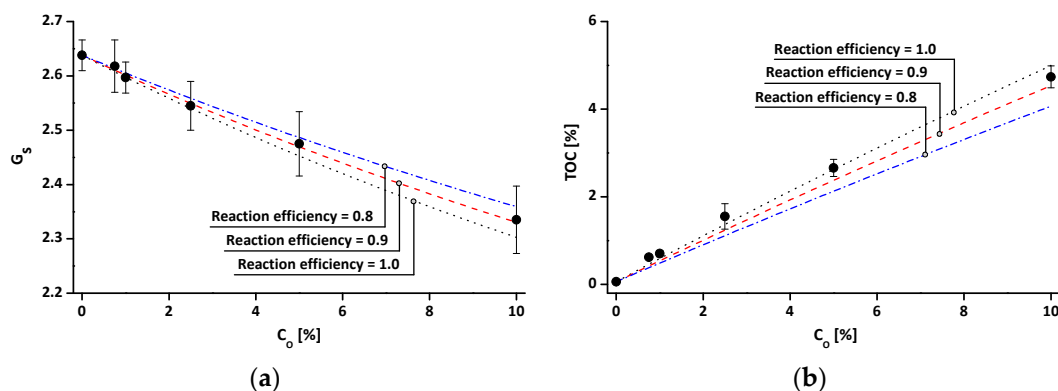 2.7
2.6
2.5
2.4
2.3
2.2
G_S
Reaction efficiency = 0.8
Reaction efficiency = 0.9
Reaction efficiency = 1.0
0 2 4 6 8 10
C_o [%]
(a)
6
4
2
0
TOC [%]
Reaction efficiency = 1.0
Reaction efficiency = 0.9
Reaction efficiency = 0.8
0 2 4 6 8 10
C_o [%]
(b)